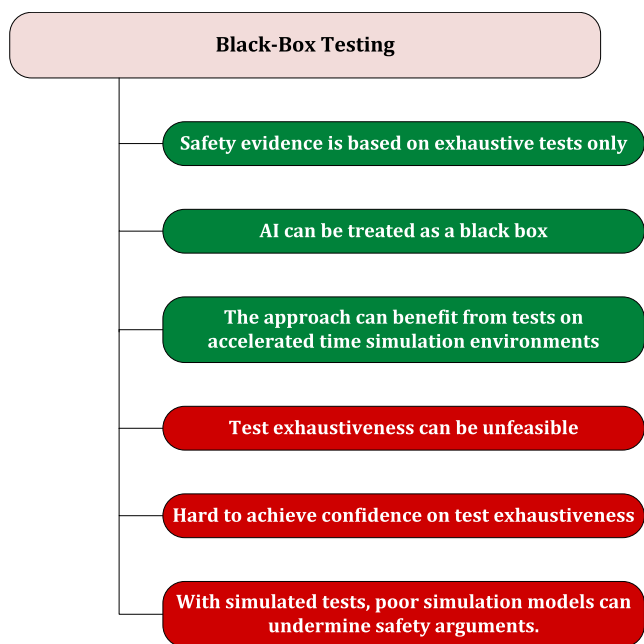 Black-Box Testing
Safety evidence is based on exhaustive tests only
AI can be treated as a black box
The approach can benefit from tests on
accelerated time simulation environments
Test exhaustiveness can be unfeasible
Hard to achieve confidence on test exhaustiveness
With simulated tests, poor simulation models can
undermine safety arguments.